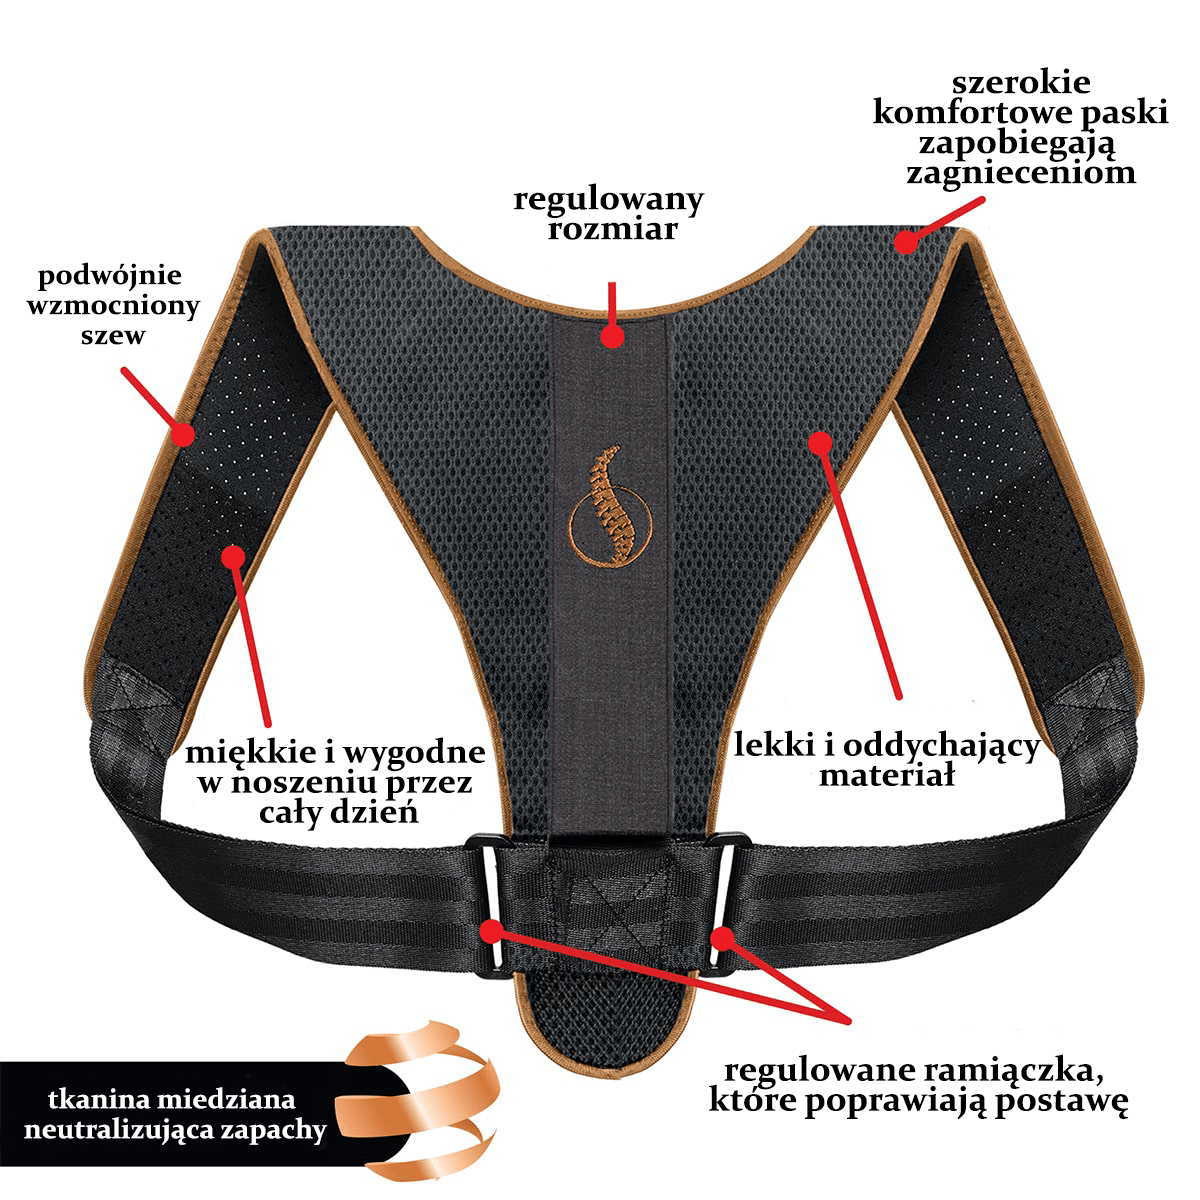 szerokie
komfortowe paski
zapobiegają
zagnieceniom
regulowany
rozmiar
podwójnie
wzmocniony
szew
miękkie i wygodne
w noszeniu przez
cały dzień
lekki i oddychający
materiał
regulowane ramiączka,
które poprawiają postawę
tkanina miedziana
neutralizująca zapachy